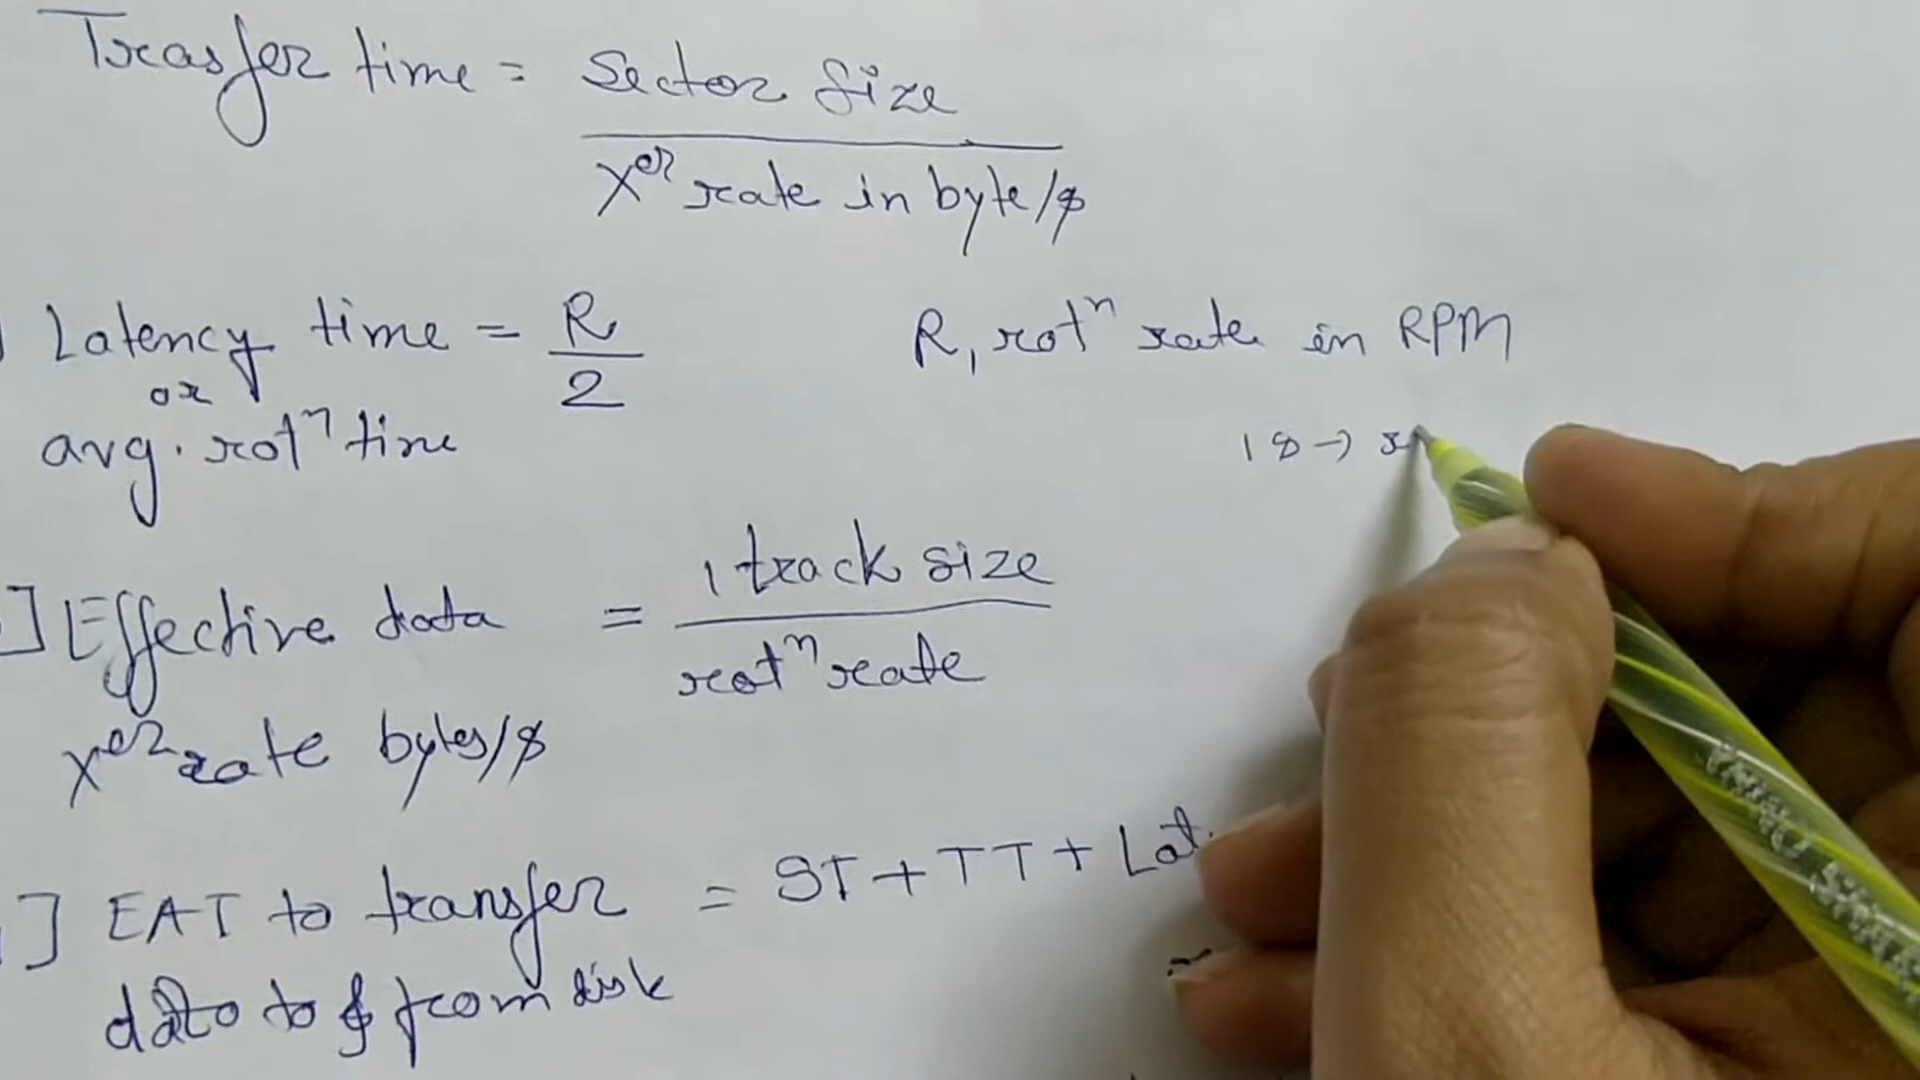 Trasfer time = Sector Size
X^er rate in byte/s
] Latency time = R
or 2
avg. rot^n time
R, rot^n rate in RPM
1 s →
] Effective data = 1 track size
rot^n rate
X^er rate bytes/s
] EAT to transfer = ST + TT + Lat
data to & from disk